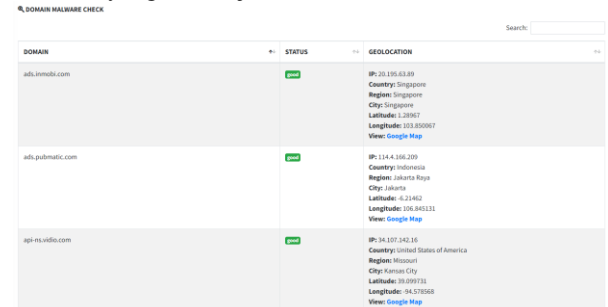 DOMAIN MALWARE CHECK
Search:
DOMAIN STATUS GEOLOCATION
ads.inmobi.com good IP: 20.195.63.89
Country: Singapore
Region: Singapore
City: Singapore
Latitude: 1.28967
Longitude: 103.850067
View: Google Map
ads.pubmatic.com good IP: 114.4.166.209
Country: Indonesia
Region: Jakarta Raya
City: Jakarta
Latitude: -6.21462
Longitude: 106.845131
View: Google Map
api-ns.vidio.com good IP: 34.107.142.16
Country: United States of America
Region: Missouri
City: Kansas City
Latitude: 39.099731
Longitude: -94.578568
View: Google Map